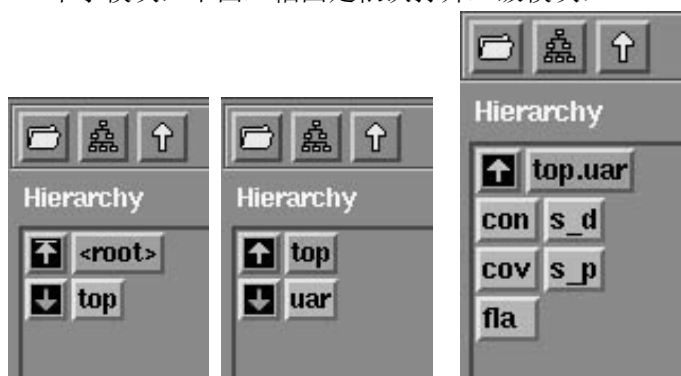 Hierarchy
<root>
top
Hierarchy
top
uar
Hierarchy
top.uar
con s_d
cov s_p
fla